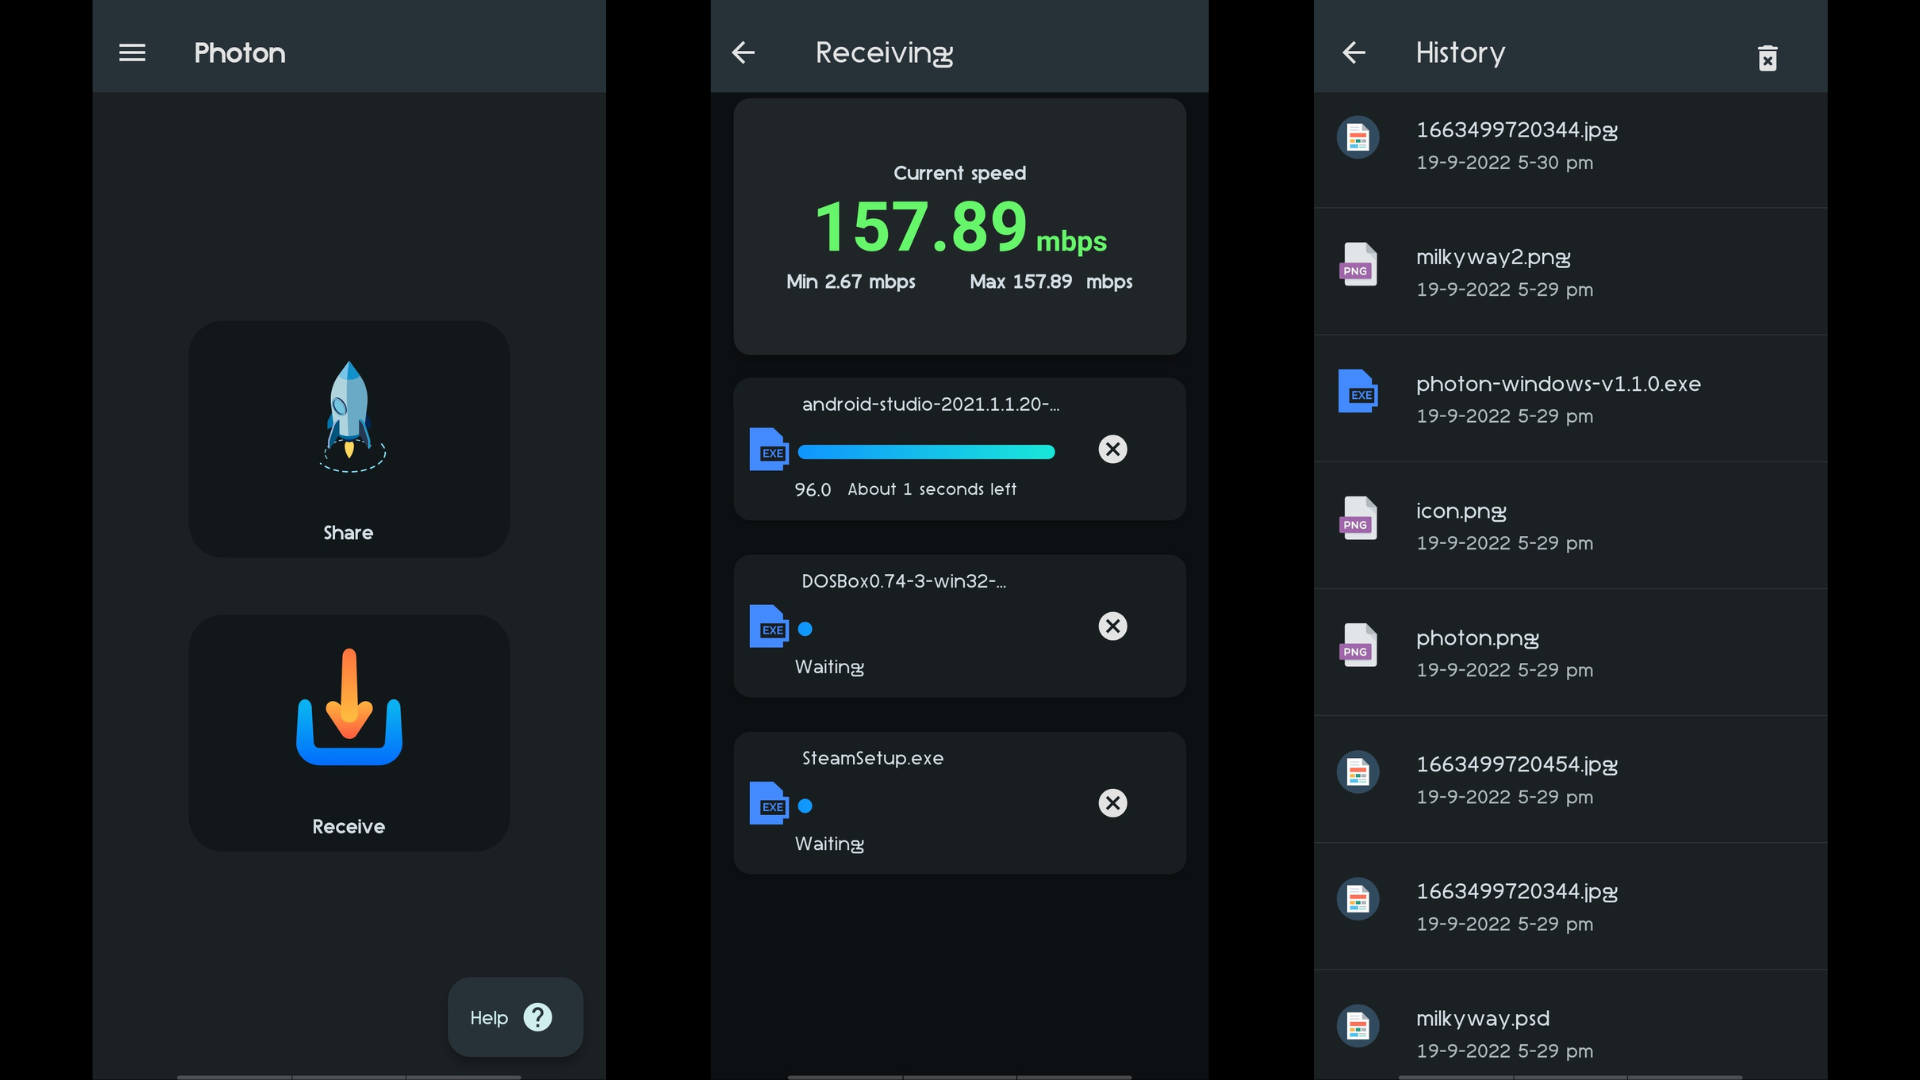 Photon
Share
Receive
Help ?
Receiving
Current speed
157.89 mbps
Min 2.67 mbps Max 157.89 mbps
android-studio-2021.1.1.20-...
EXE
96.0 About 1 seconds left
DOSBox0.74-3-win32-...
EXE
Waiting
SteamSetup.exe
EXE
Waiting
History
1663499720344.jpg
19-9-2022 5-30 pm
milkyway2.png
PNG
19-9-2022 5-29 pm
photon-windows-v1.1.0.exe
EXE
19-9-2022 5-29 pm
icon.png
PNG
19-9-2022 5-29 pm
photon.png
PNG
19-9-2022 5-29 pm
1663499720454.jpg
19-9-2022 5-29 pm
1663499720344.jpg
19-9-2022 5-29 pm
milkyway.psd
19-9-2022 5-29 pm